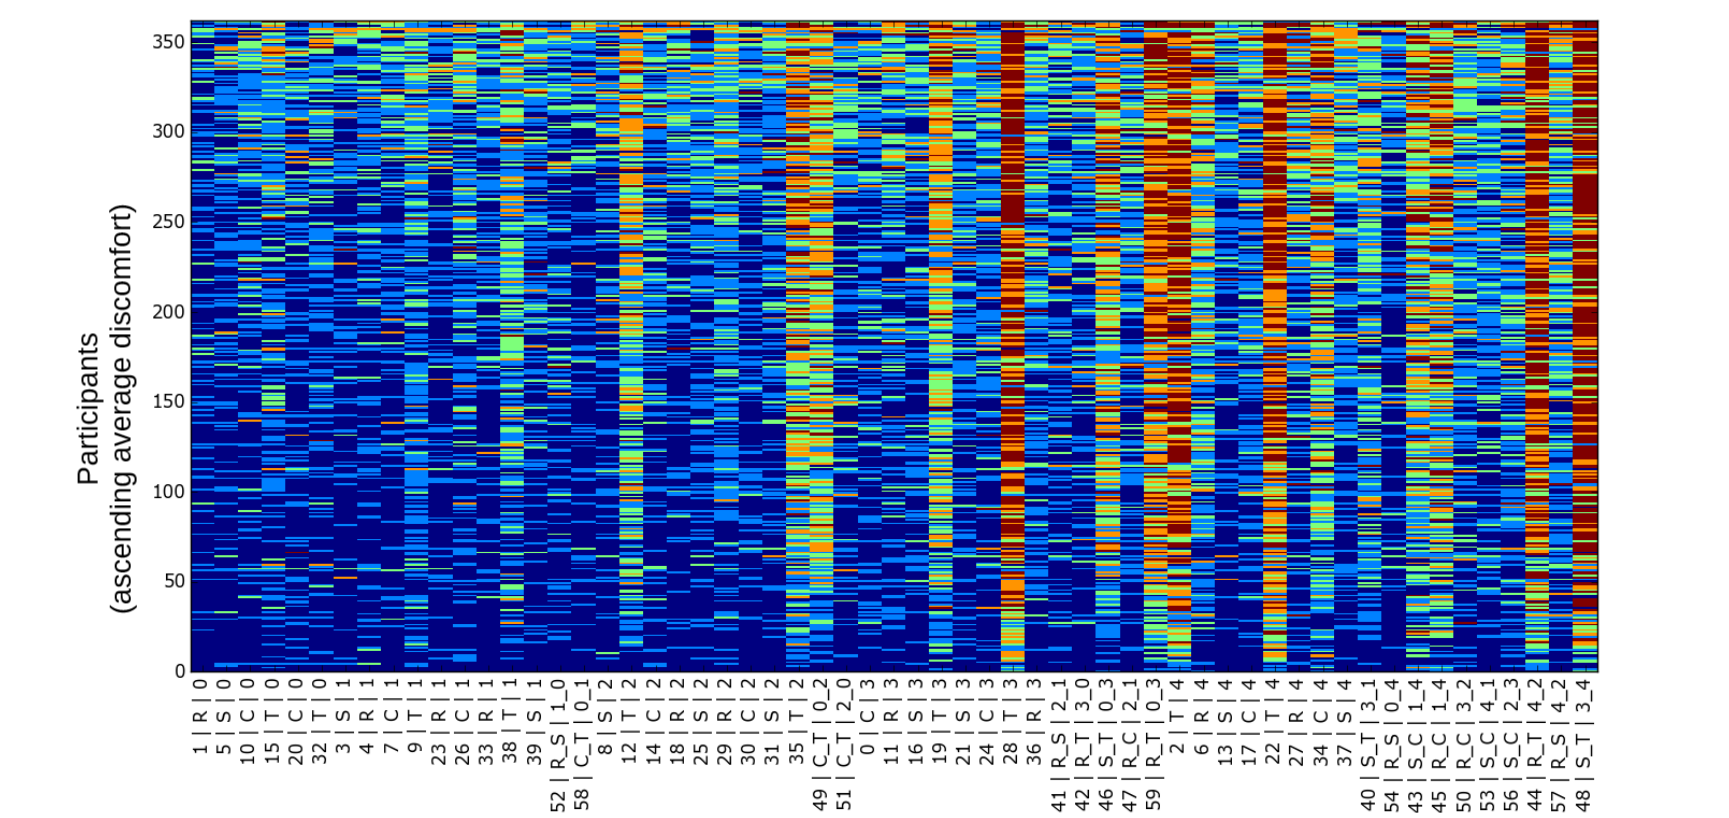 Participants
(ascending average discomfort)
350
300
250
200
150
100
50
0
1 | R | 0
5 | S | 0
10 | C | 0
15 | T | 0
20 | C | 0
32 | T | 0
3 | S | 1
4 | R | 1
7 | C | 1
9 | T | 1
23 | R | 1
26 | C | 1
33 | R | 1
38 | T | 1
39 | S | 1
52 | R_S | 1_0
58 | C_T | 0_1
8 | S | 2
12 | T | 2
14 | C | 2
18 | R | 2
25 | S | 2
29 | R | 2
30 | C | 2
31 | S | 2
35 | T | 2
49 | C_T | 0_2
51 | C_T | 2_0
0 | C | 3
11 | R | 3
16 | S | 3
19 | T | 3
21 | S | 3
24 | C | 3
28 | T | 3
36 | R | 3
41 | R_S | 2_1
42 | R_T | 3_0
46 | S_T | 0_3
47 | R_C | 2_1
59 | R_T | 0_3
2 | T | 4
6 | R | 4
13 | S | 4
17 | C | 4
22 | T | 4
27 | R | 4
34 | C | 4
37 | S | 4
40 | S_T | 3_1
54 | R_S | 0_4
43 | S_C | 1_4
45 | R_C | 1_4
50 | R_C | 3_2
53 | S_C | 4_1
56 | S_C | 2_3
44 | R_T | 4_2
57 | R_S | 4_2
48 | S_T | 3_4